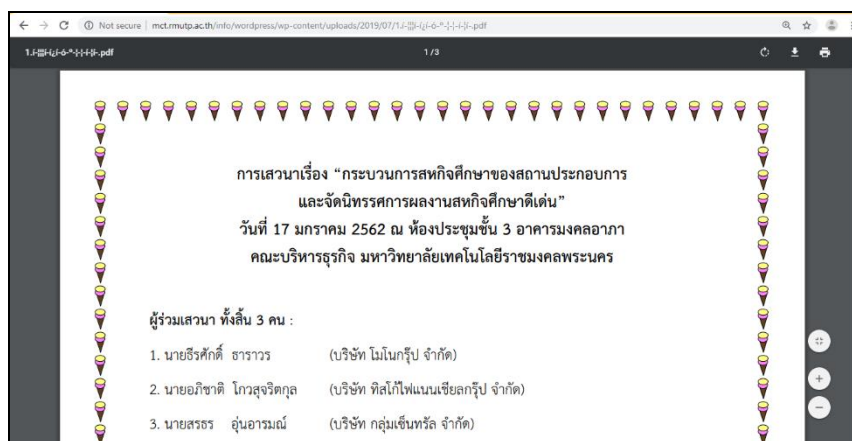 Not secure | mct.rmutp.ac.th/info/wordpress/wp-content/uploads/2019/07/
1/3
การเสวนาเรื่อง “กระบวนการสหกิจศึกษาของสถานประกอบการ
และจัดนิทรรศการผลงานสหกิจศึกษาดีเด่น”
วันที่ 17 มกราคม 2562 ณ ห้องประชุมชั้น 3 อาคารมงคลอาภา
คณะบริหารธุรกิจ มหาวิทยาลัยเทคโนโลยีราชมงคลพระนคร
ผู้ร่วมเสวนา ทั้งสิ้น 3 คน :
1. นายธีรศักดิ์ ธาราวร (บริษัท โมโนกรุ๊ป จำกัด)
2. นายอภิชาติ โกวสุจริตกุล (บริษัท ทิสโก้ไฟแนนเชียลกรุ๊ป จำกัด)
3. นายสรธร อุ่นอารมณ์ (บริษัท กลุ่มเซ็นทรัล จำกัด)